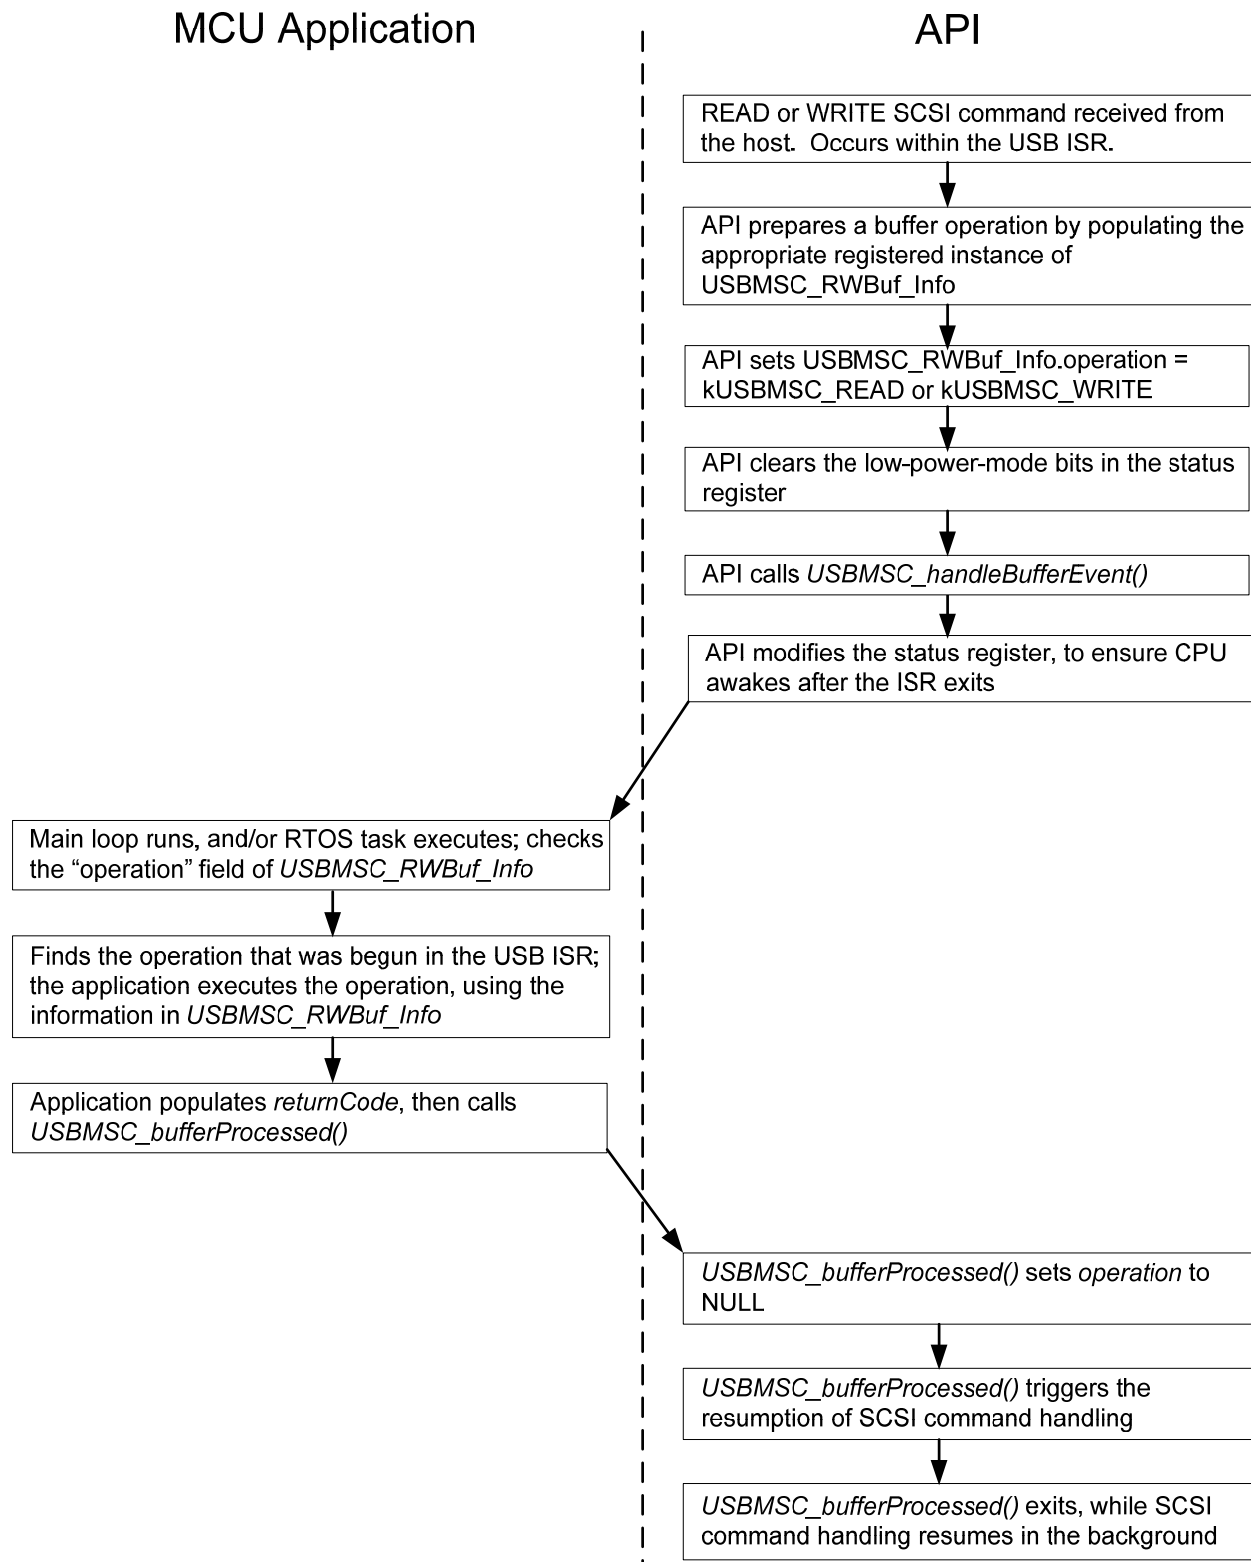 MCU Application
API
READ or WRITE SCSI command received from
the host.  Occurs within the USB ISR.
API prepares a buffer operation by populating the
appropriate registered instance of
USBMSC_RWBuf_Info
API sets USBMSC_RWBuf_Info.operation =
kUSBMSC_READ or kUSBMSC_WRITE
API clears the low-power-mode bits in the status
register
API calls USBMSC_handleBufferEvent()
API modifies the status register, to ensure CPU
awakes after the ISR exits
Main loop runs, and/or RTOS task executes; checks
the “operation” field of USBMSC_RWBuf_Info
Finds the operation that was begun in the USB ISR;
the application executes the operation, using the
information in USBMSC_RWBuf_Info
Application populates returnCode, then calls
USBMSC_bufferProcessed()
USBMSC_bufferProcessed() sets operation to
NULL
USBMSC_bufferProcessed() triggers the
resumption of SCSI command handling
USBMSC_bufferProcessed() exits, while SCSI
command handling resumes in the background